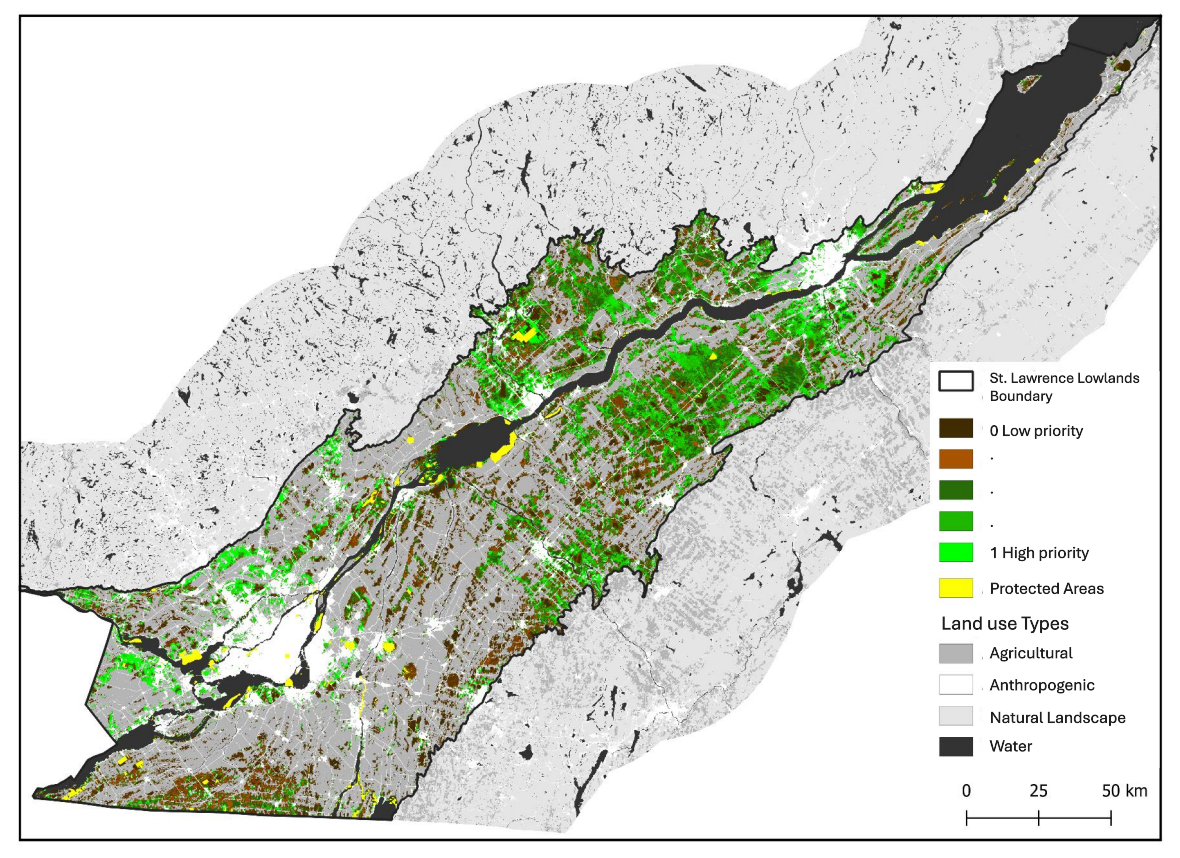 St. Lawrence Lowlands
Boundary
0 Low priority
.
.
.
1 High priority
Protected Areas
Land use Types
Agricultural
Anthropogenic
Natural Landscape
Water
0 25 50 km